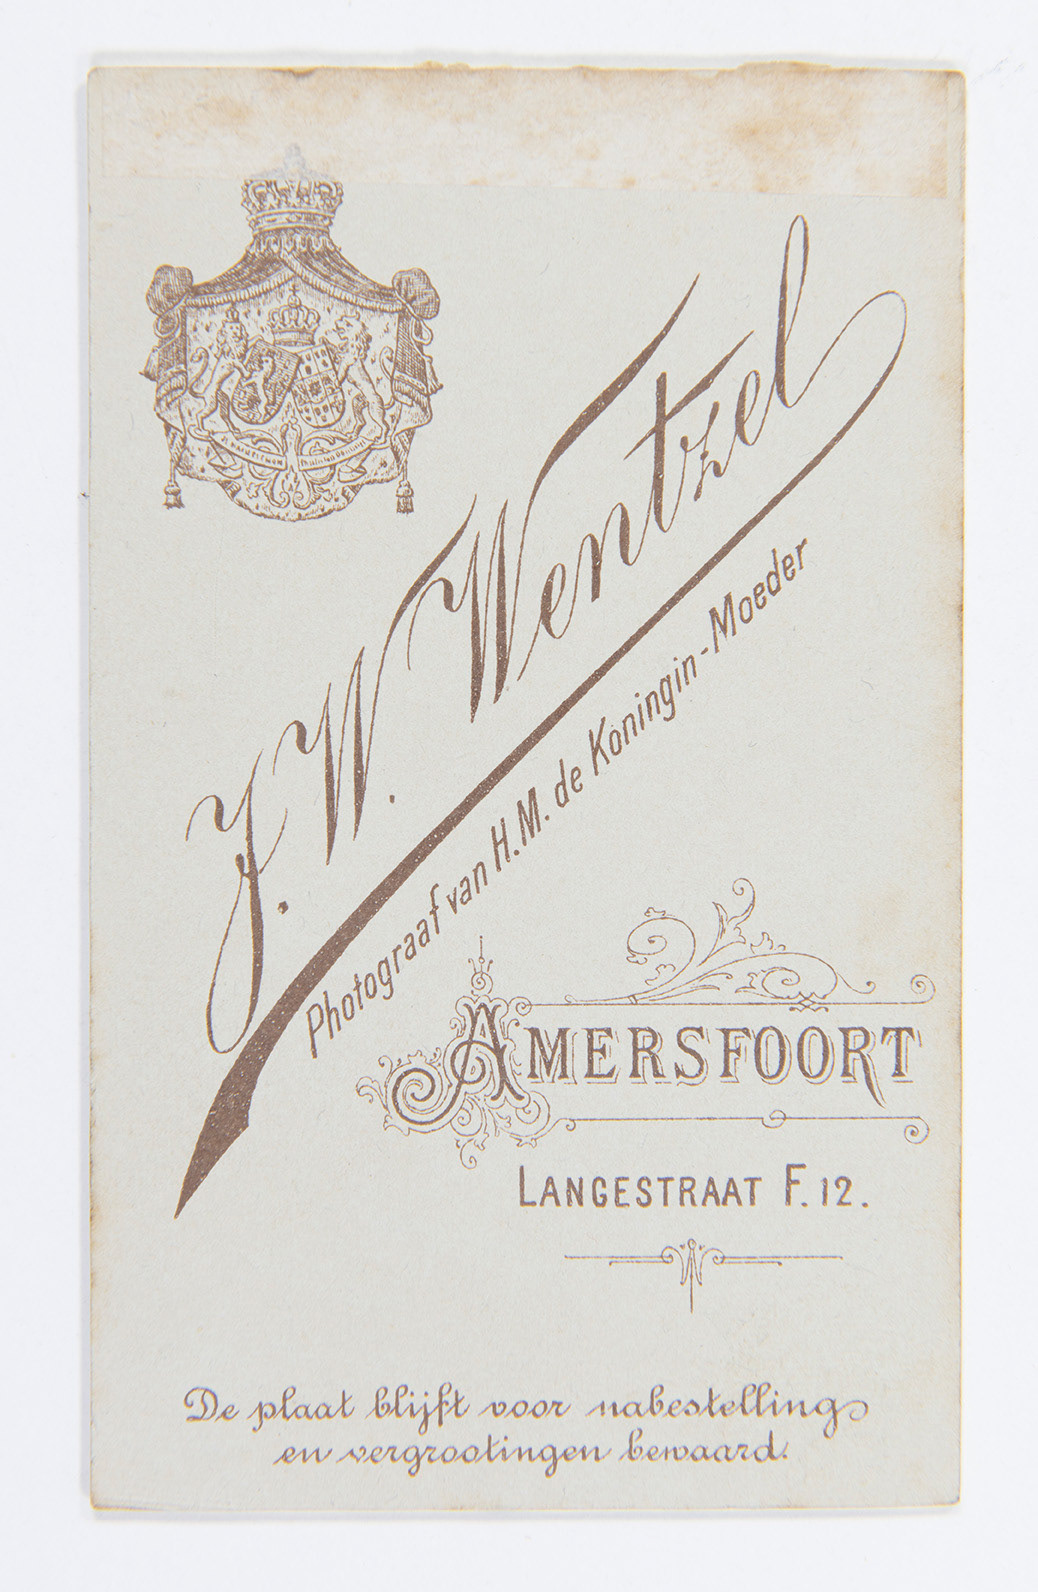 J. W. Wentzel
Photograaf van H.M. de Koningin-Moeder
AMERSFOORT
LANGESTRAAT F. 12.
De plaat blijft voor nabestelling
en vergrootingen bewaard.